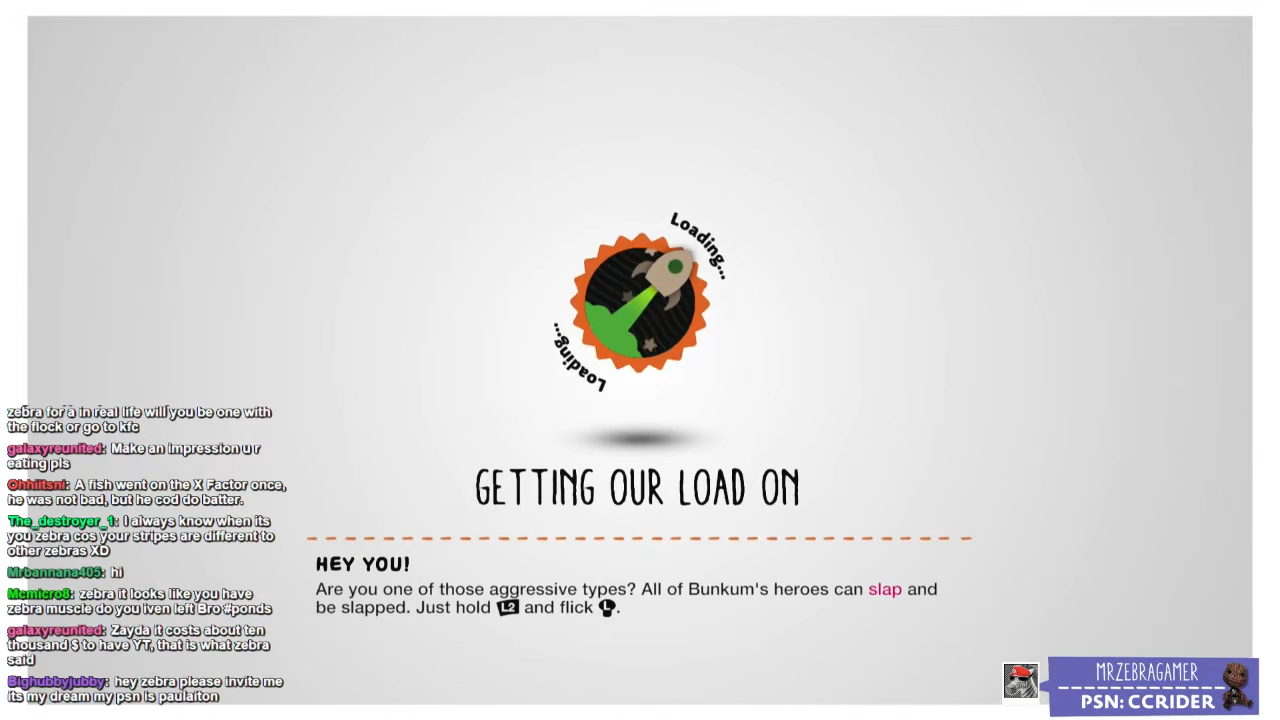 Loading...
Loading...
GETTING OUR LOAD ON
HEY YOU!
Are you one of those aggressive types? All of Bunkum's heroes can slap and
be slapped. Just hold L2 and flick L.
zebra for a in real life will you be one with
the flock or go to kfc
galaxyreunited: Make an impression u r
eating pls
Ohhiitsni: A fish went on the X Factor once,
he was not bad, but he cod do batter.
The_destroyer_1: I always know when its
you zebra cos your stripes are different to
other zebras XD
Mrbannana405: hi
Mcmicro8: zebra it looks like you have
zebra muscle do you iven left Bro #ponds
galaxyreunited: Zayda it costs about ten
thousand $ to have YT, that is what zebra
said
Bighubbyjubby: hey zebra please invite me
its my dream my psn is paulaiton
MRZEBRAGAMER
PSN: CCRIDER